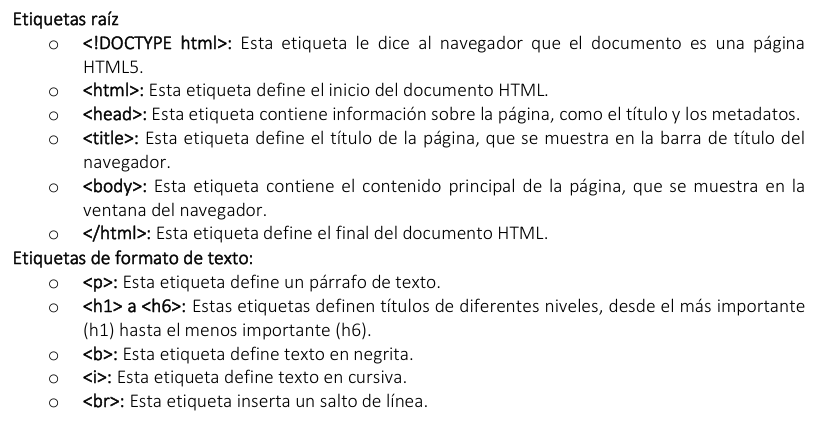 Etiquetas raíz
o <!DOCTYPE html>: Esta etiqueta le dice al navegador que el documento es una página
HTML5.
o <html>: Esta etiqueta define el inicio del documento HTML.
o <head>: Esta etiqueta contiene información sobre la página, como el título y los metadatos.
o <title>: Esta etiqueta define el título de la página, que se muestra en la barra de título del
navegador.
o <body>: Esta etiqueta contiene el contenido principal de la página, que se muestra en la
ventana del navegador.
o </html>: Esta etiqueta define el final del documento HTML.
Etiquetas de formato de texto:
o <p>: Esta etiqueta define un párrafo de texto.
o <h1> a <h6>: Estas etiquetas definen títulos de diferentes niveles, desde el más importante
(h1) hasta el menos importante (h6).
o <b>: Esta etiqueta define texto en negrita.
o <i>: Esta etiqueta define texto en cursiva.
o <br>: Esta etiqueta inserta un salto de línea.